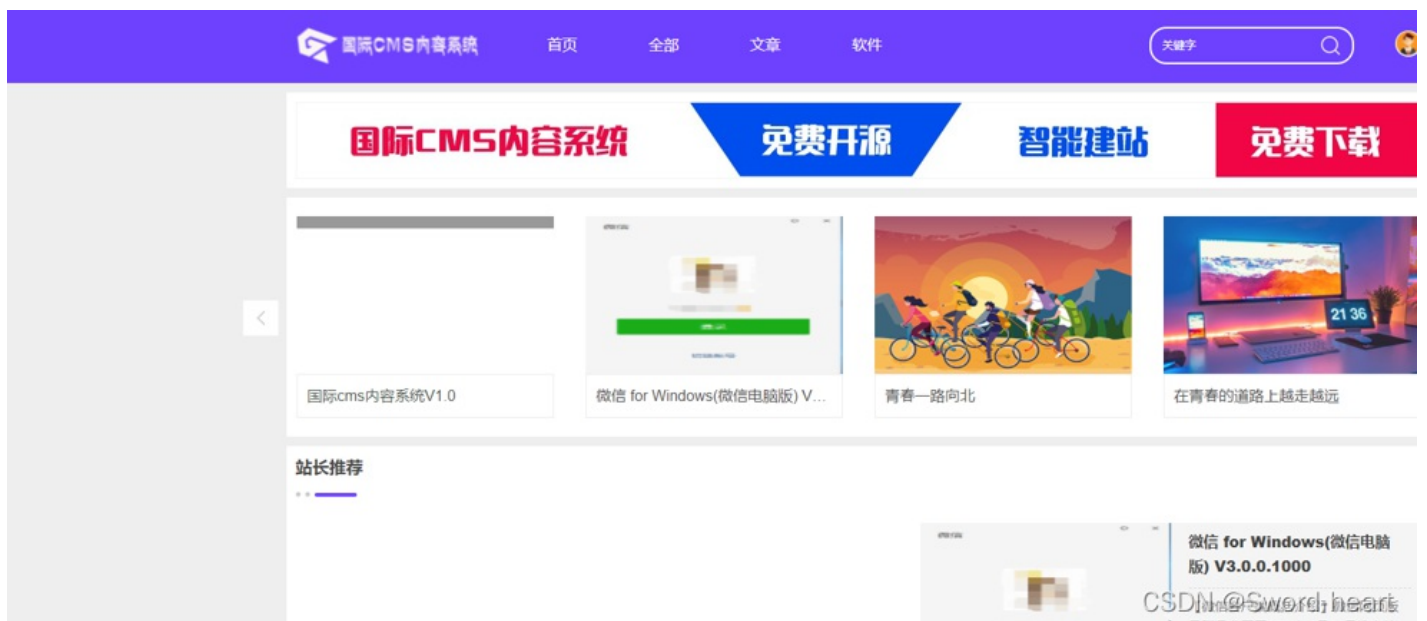 国际CMS内容系统
首页 全部 文章 软件 关键字
国际CMS内容系统 免费开源 智能建站 免费下载
21 36
国际cms内容系统V1.0 微信 for Windows(微信电脑版) V... 青春一路向北 在青春的道路上越走越远
站长推荐
微信 for Windows(微信电脑
版) V3.0.0.1000
CSDN @Sword heart